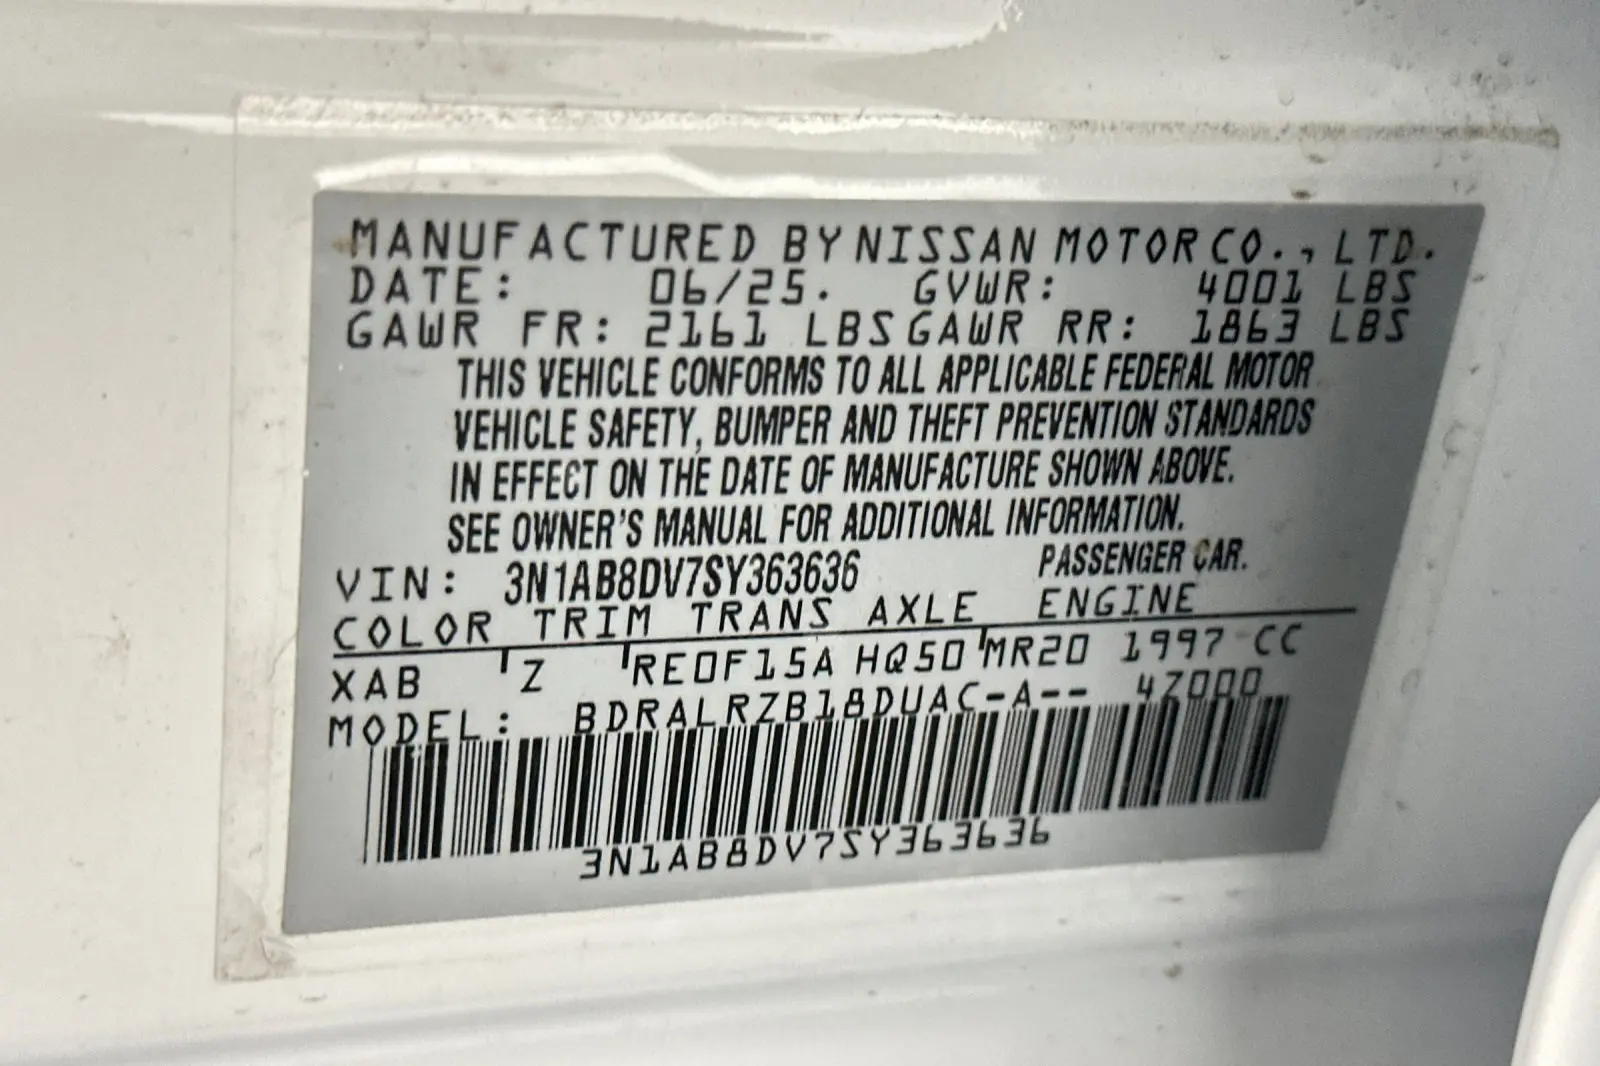 MANUFACTURED BY NISSAN MOTOR CO., LTD.
DATE: 06/25. GVWR: 4001 LBS
GAWR FR: 2161 LBS GAWR RR: 1863 LBS
THIS VEHICLE CONFORMS TO ALL APPLICABLE FEDERAL MOTOR
VEHICLE SAFETY, BUMPER AND THEFT PREVENTION STANDARDS
IN EFFECT ON THE DATE OF MANUFACTURE SHOWN ABOVE.
SEE OWNER'S MANUAL FOR ADDITIONAL INFORMATION.
VIN: 3N1AB8DV7SY363636 PASSENGER CAR.
COLOR TRIM TRANS AXLE ENGINE
XAB Z RE0F15A HQ50 MR20 1997 CC
MODEL: BDRALRZB18DUAC-A-- 4Z000
3N1AB8DV7SY363636